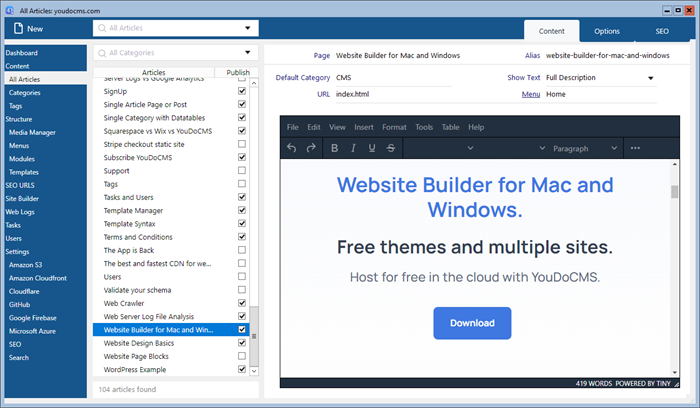 All Articles: youdocms.com
New
All Articles
Content
Options
SEO
Dashboard
Content
All Articles
Categories
Tags
Structure
Media Manager
Menus
Modules
Templates
SEO URLS
Site Builder
Web Logs
Tasks
Users
Settings
Amazon S3
Amazon Cloudfront
Cloudflare
GitHub
Google Firebase
Microsoft Azure
SEO
Search
All Categories
Articles Publish
Server Logs vs Google Analytics
SignUp
Single Article Page or Post
Single Category with Datatables
Squarespace vs Wix vs YouDoCMS
Stripe checkout static site
Subscribe YouDoCMS
Support
Tags
Tasks and Users
Template Manager
Template Syntax
Terms and Conditions
The App is Back
The best and fastest CDN for we...
Users
Validate your schema
Web Crawler
Web Server Log File Analysis
Website Builder for Mac and Win...
Website Design Basics
Website Page Blocks
WordPress Example
104 articles found
Page Website Builder for Mac and Windows
Alias website-builder-for-mac-and-windows
Default Category CMS
Show Text Full Description
URL index.html
Menu Home
File Edit View Insert Format Tools Table Help
B I U S Paragraph
Website Builder for Mac and
Windows.
Free themes and multiple sites.
Host for free in the cloud with YouDoCMS.
Download
419 WORDS POWERED BY TINY